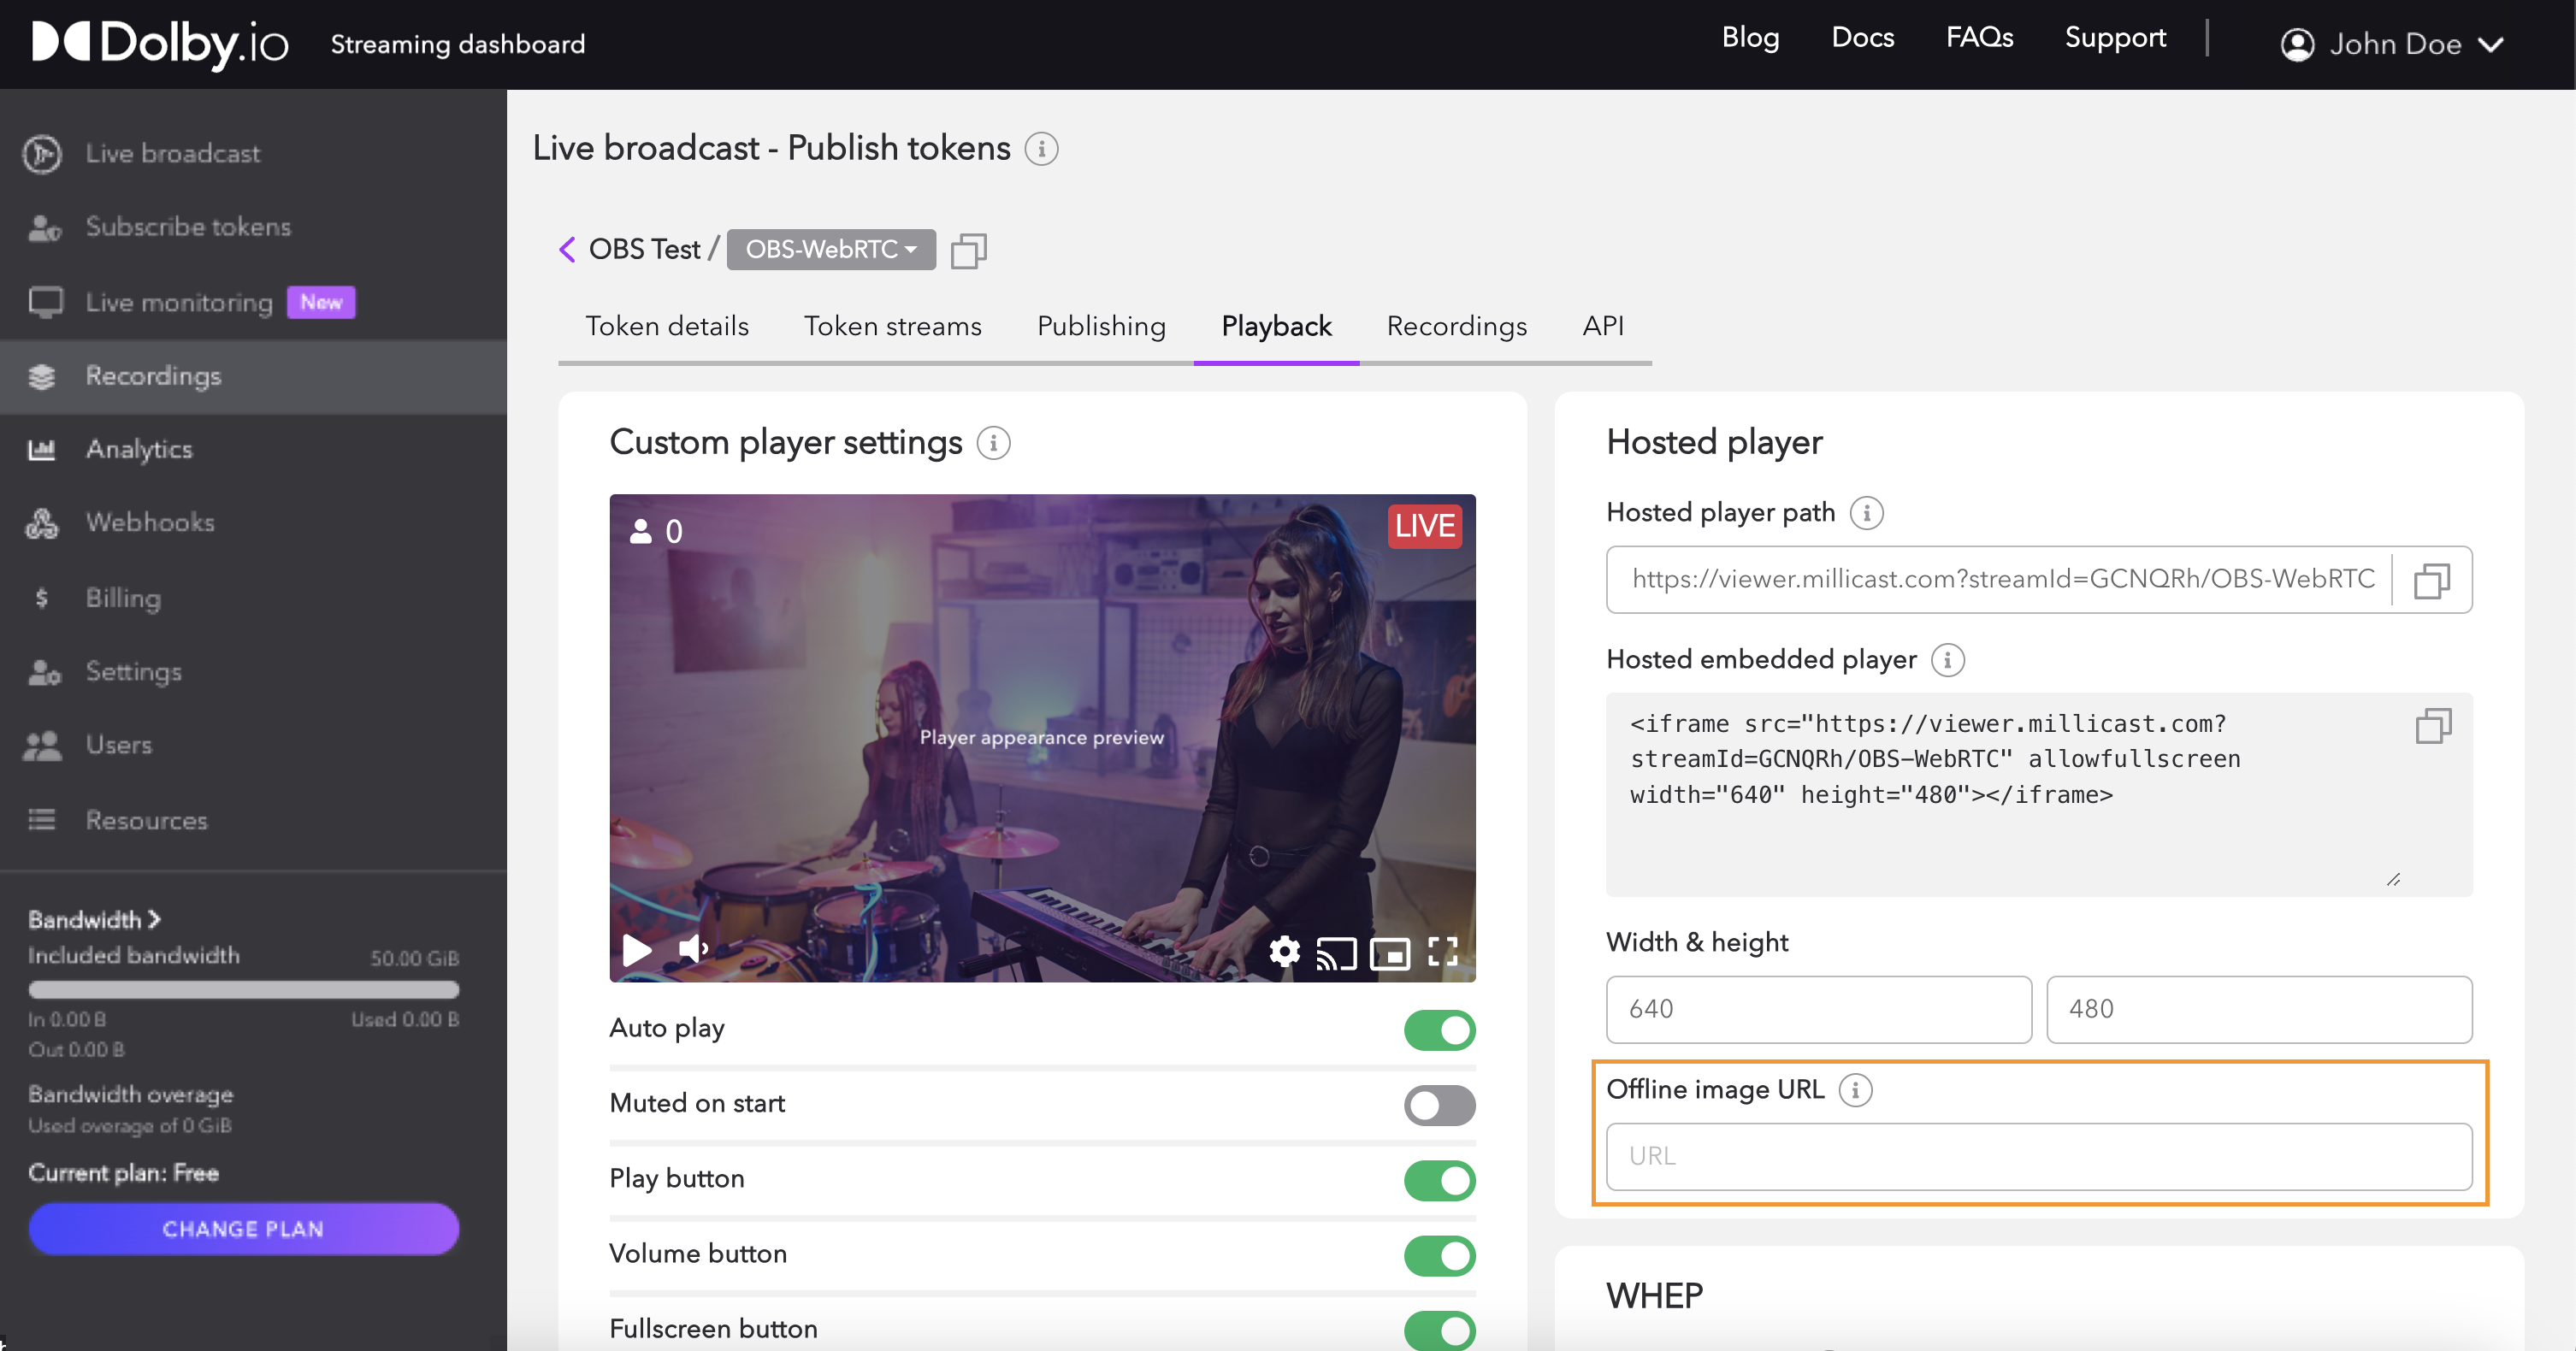 Dolby.io
Streaming dashboard
Blog
Docs
FAQs
Support
John Doe
Live broadcast
Subscribe tokens
Live monitoring New
Recordings
Analytics
Webhooks
Billing
Settings
Users
Resources
Bandwidth
Included bandwidth 50.00 GiB
In 0.00 B Used 0.00 B
Out 0.00 B
Bandwidth overage
Used overage of 0 GiB
Current plan: Free
CHANGE PLAN
Live broadcast - Publish tokens
OBS Test / OBS-WebRTC
Token details
Token streams
Publishing
Playback
Recordings
API
Custom player settings
0
LIVE
Player appearance preview
Auto play
Muted on start
Play button
Volume button
Fullscreen button
Hosted player
Hosted player path
https://viewer.millicast.com?streamId=GCNQRh/OBS-WebRTC
Hosted embedded player
<iframe src="https://viewer.millicast.com?
streamId=GCNQRh/OBS-WebRTC" allowfullscreen
width="640" height="480"></iframe>
Width & height
640
480
Offline image URL
URL
WHEP